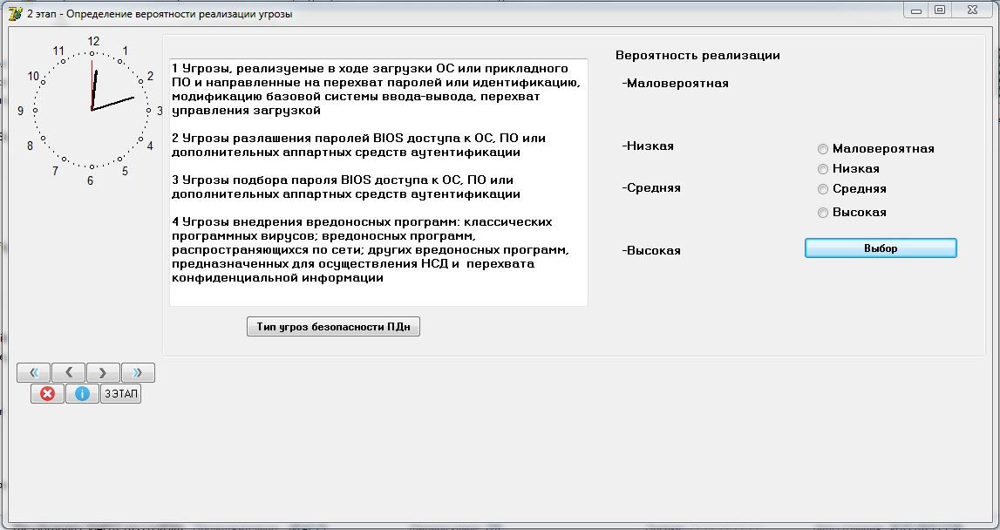 2 этап - Определение вероятности реализации угрозы
12
11
1
10
2
9
3
8
4
7
5
6
1 Угрозы, реализуемые в ходе загрузки ОС или прикладного
ПО и направленные на перехват паролей или идентификацию,
модификацию базовой системы ввода-вывода, перехват
управления загрузкой
2 Угрозы разлашения паролей BIOS доступа к ОС, ПО или
дополнительных аппартных средств аутентификации
3 Угрозы подбора пароля BIOS доступа к ОС, ПО или
дополнительных аппартных средств аутентификации
4 Угрозы внедрения вредоносных программ: классических
программных вирусов; вредоносных программ,
распространяющихся по сети; других вредоносных программ,
предназначенных для осуществления НСД и перехвата
конфиденциальной информации
Тип угроз безопасности ПДн
Вероятность реализации
-Маловероятная
-Низкая
-Средняя
-Высокая
Маловероятная
Низкая
Средняя
Высокая
Выбор
3 ЭТАП